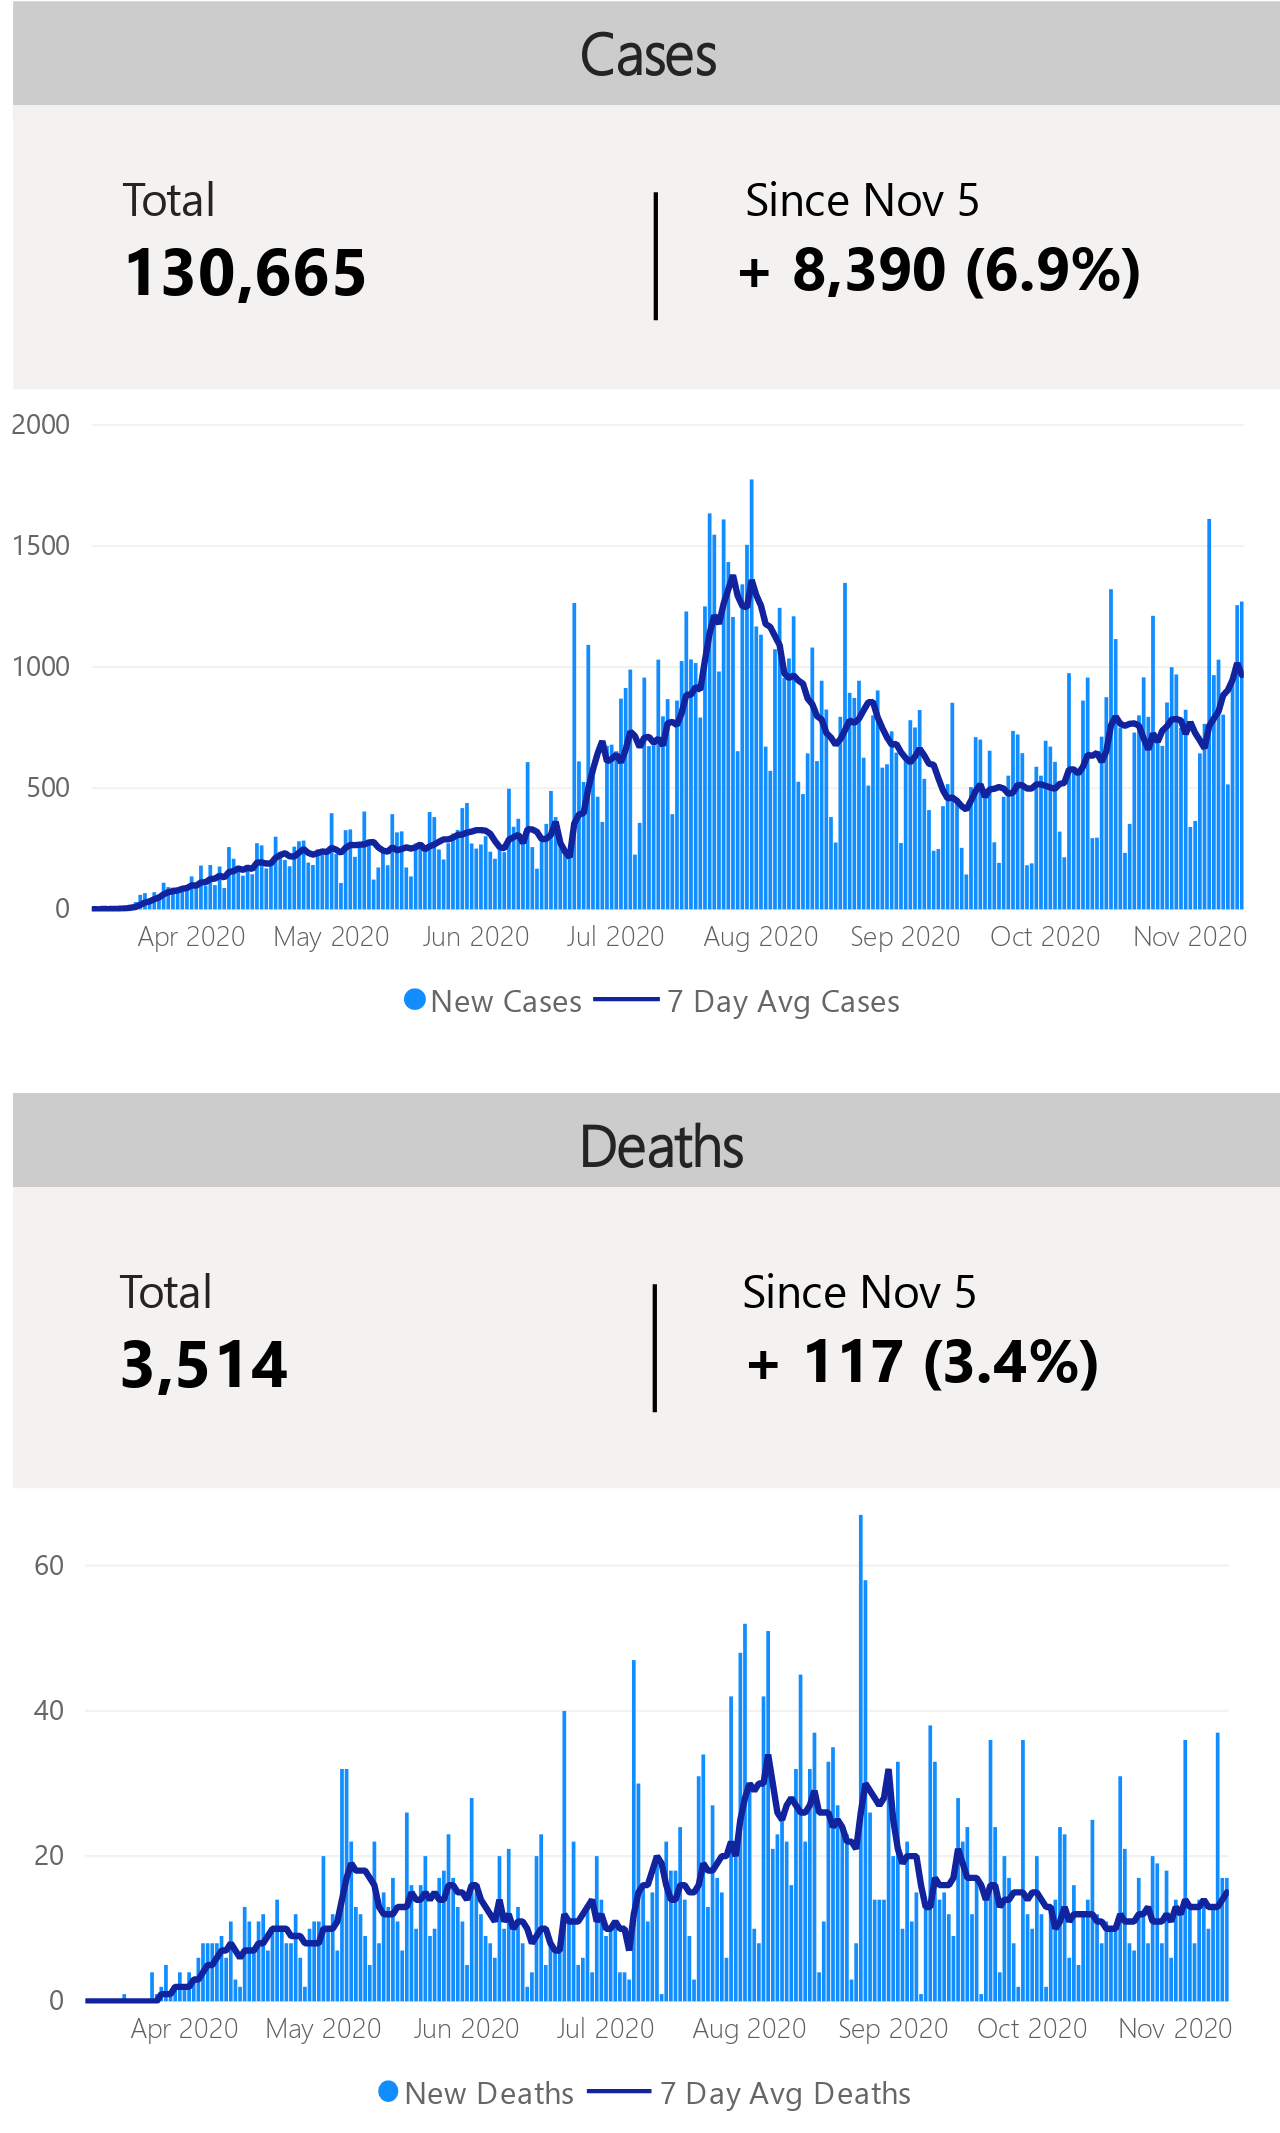 Cases
Total
Since Nov 5
130,665
+ 8,390 (6.9%)
2000
1500
1000
500
0
Apr 2020 May 2020 Jun 2020 Jul 2020 Aug 2020 Sep 2020 Oct 2020 Nov 2020
New Cases 7 Day Avg Cases
Deaths
Total
Since Nov 5
3,514
+ 117 (3.4%)
60
40
20
0
Apr 2020 May 2020 Jun 2020 Jul 2020 Aug 2020 Sep 2020 Oct 2020 Nov 2020
New Deaths 7 Day Avg Deaths